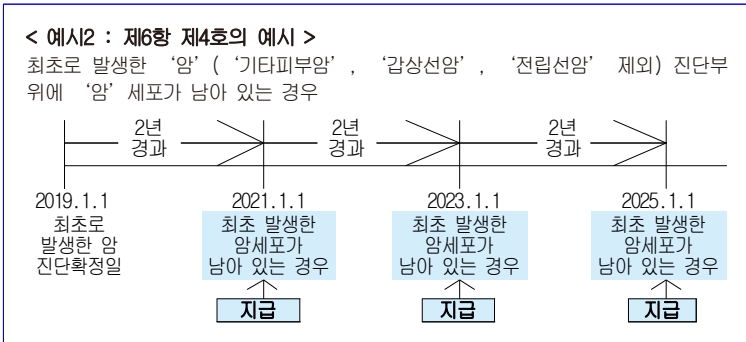 < 예시2 : 제6항 제4호의 예시 >
최초로 발생한 ‘암’(‘기타피부암’, ‘갑상선암’, ‘전립선암’ 제외) 진단부
위에 ‘암’세포가 남아 있는 경우
2년 2년 2년
경과 경과 경과
2019.1.1 2021.1.1 2023.1.1 2025.1.1
최초로 최초 발생한 최초 발생한 최초 발생한
발생한 암 암세포가 암세포가 암세포가
진단확정일 남아 있는 경우 남아 있는 경우 남아 있는 경우
지급 지급 지급